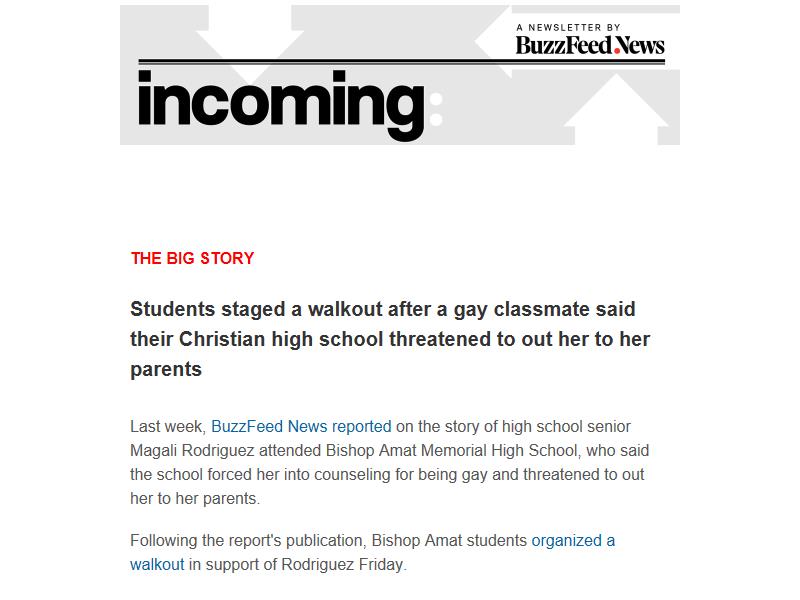 A NEWSLETTER BY
BuzzFeed.News
incoming:
THE BIG STORY
Students staged a walkout after a gay classmate said
their Christian high school threatened to out her to her
parents
Last week, BuzzFeed News reported on the story of high school senior
Magali Rodriguez attended Bishop Amat Memorial High School, who said
the school forced her into counseling for being gay and threatened to out
her to her parents.
Following the report's publication, Bishop Amat students organized a
walkout in support of Rodriguez Friday.